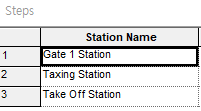 Steps
Station Name
1 Gate 1 Station
2 Taxing Station
3 Take Off Station